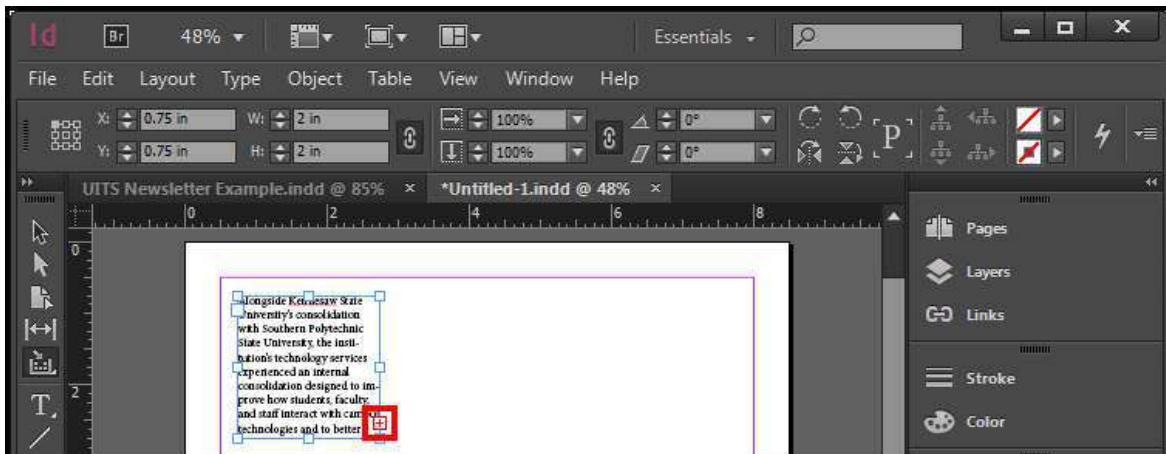 Id Br 48% Essentials
File Edit Layout Type Object Table View Window Help
X: 0.75 in W: 2 in 100% 0° P
Y: 0.75 in H: 2 in 100% 0°
UITS Newsletter Example.indd @ 85% × *Untitled-1.indd @ 48% ×
0 2 4 6 8
Pages
0
Layers
Alongside Kennesaw State
University's consolidation
Links
with Southern Polytechnic
State University, the insti-
tution's technology services
experienced an internal
Stroke
consolidation designed to im-
2
prove how students, faculty,
T
and staff interact with campus
Color
technologies and to better